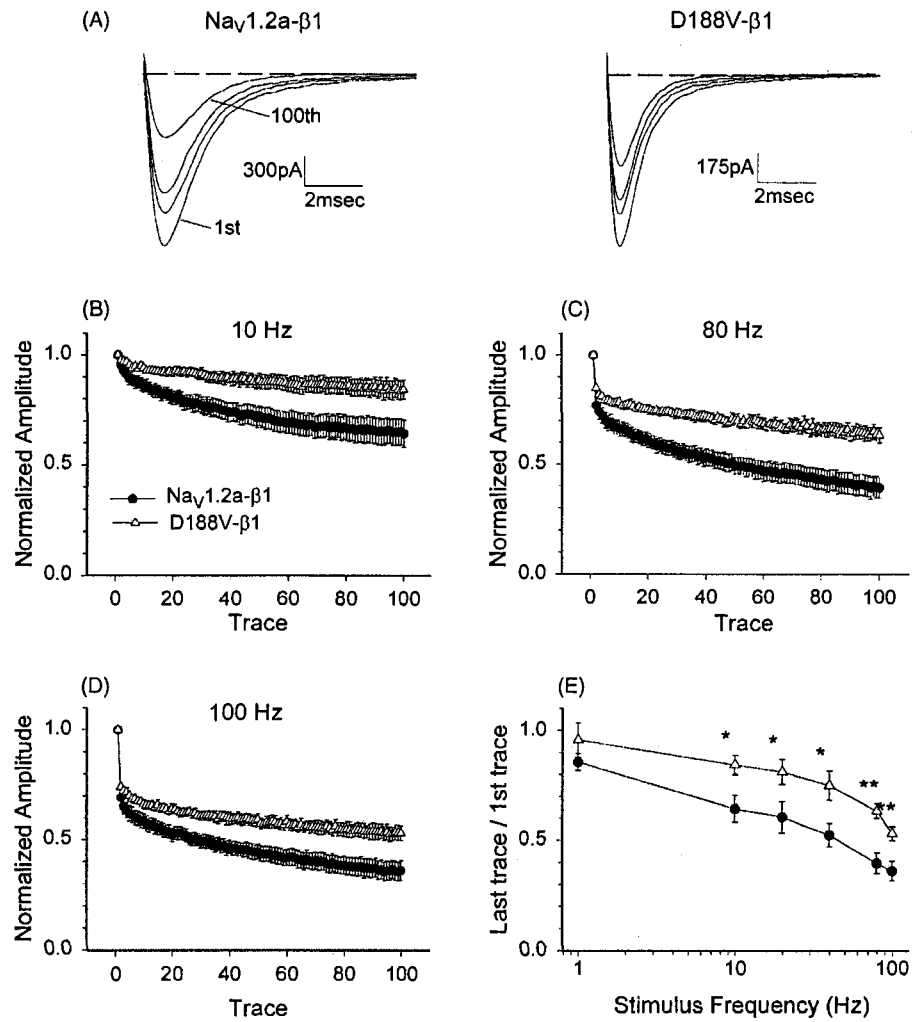 (A)
Naᵥ1.2a-β1
D188V-β1
100th
300pA
2msec
1st
175pA
2msec
(B)
10 Hz
Normalized Amplitude
1.0
0.5
0.0
Naᵥ1.2a-β1
D188V-β1
0 20 40 60 80 100
Trace
(C)
80 Hz
Normalized Amplitude
1.0
0.5
0.0
0 20 40 60 80 100
Trace
(D)
100 Hz
Normalized Amplitude
1.0
0.5
0.0
0 20 40 60 80 100
Trace
(E)
Last trace / 1st trace
1.0
0.5
0.0
* * * ** **
1 10 100
Stimulus Frequency (Hz)